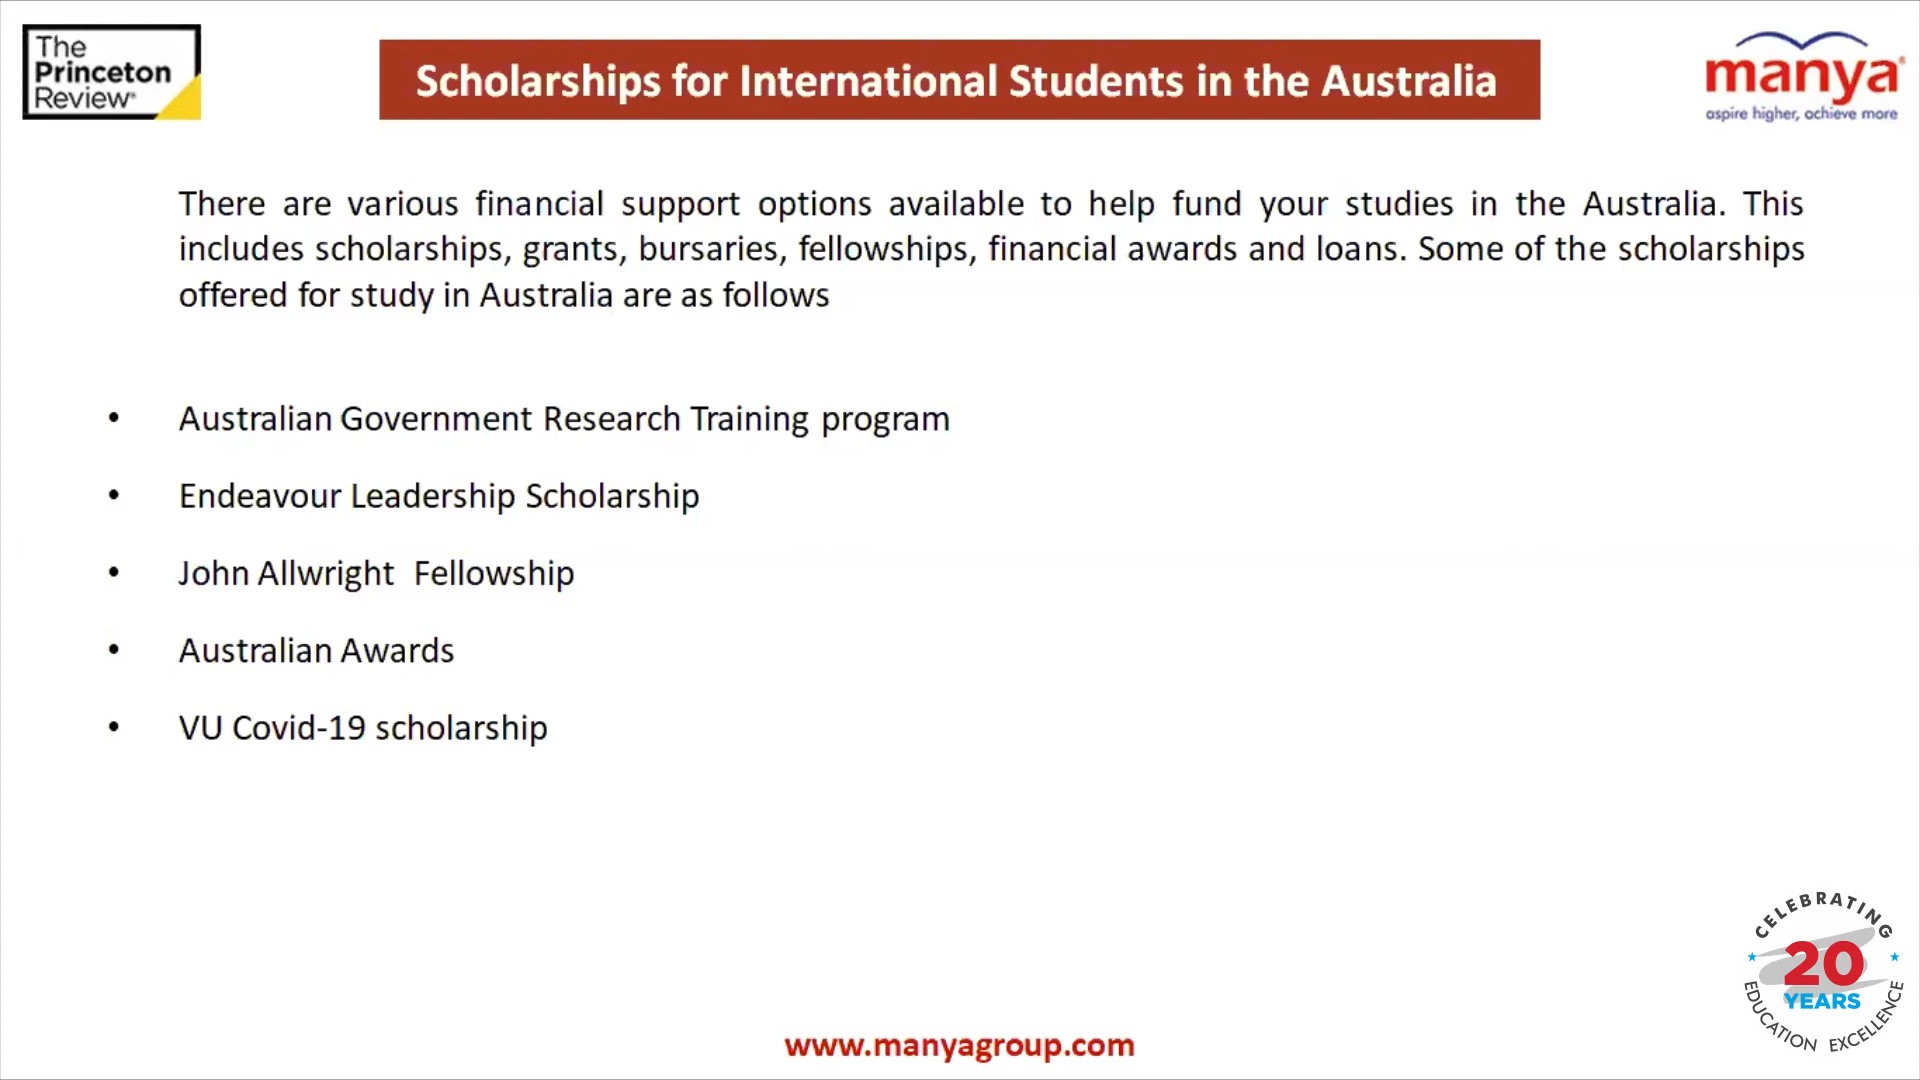 The
Princeton
Review®
Scholarships for International Students in the Australia
manya®
aspire higher, achieve more
There are various financial support options available to help fund your studies in the Australia. This
includes scholarships, grants, bursaries, fellowships, financial awards and loans. Some of the scholarships
offered for study in Australia are as follows
• Australian Government Research Training program
• Endeavour Leadership Scholarship
• John Allwright  Fellowship
• Australian Awards
• VU Covid-19 scholarship
CELEBRATING
20
YEARS
EDUCATION EXCELLENCE
www.manyagroup.com